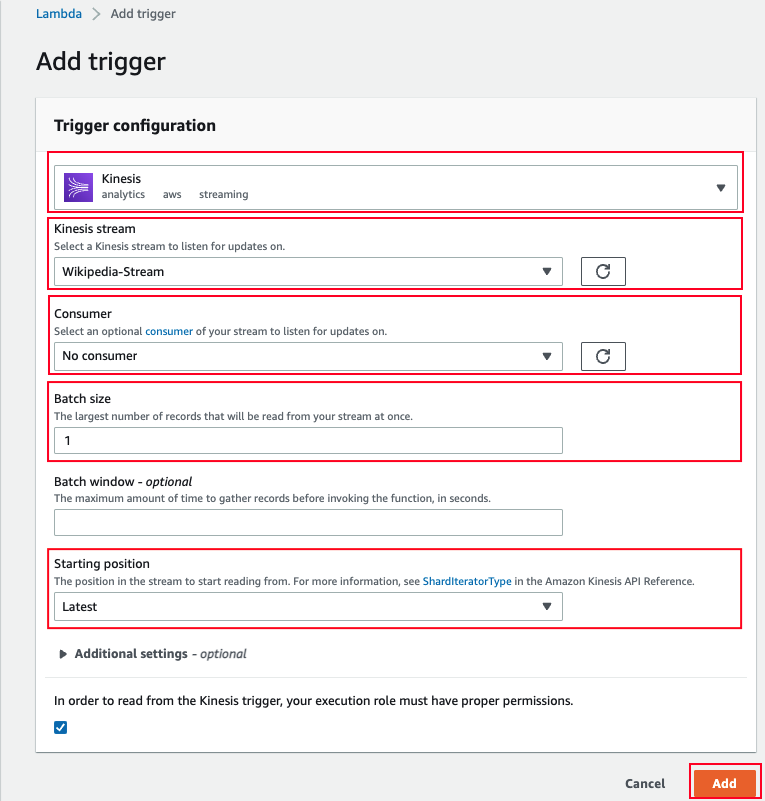 Lambda > Add trigger
Add trigger
Trigger configuration
Kinesis
analytics aws streaming
Kinesis stream
Select a Kinesis stream to listen for updates on.
Wikipedia-Stream
Consumer
Select an optional consumer of your stream to listen for updates on.
No consumer
Batch size
The largest number of records that will be read from your stream at once.
1
Batch window - optional
The maximum amount of time to gather records before invoking the function, in seconds.
Starting position
The position in the stream to start reading from. For more information, see ShardIteratorType in the Amazon Kinesis API Reference.
Latest
Additional settings - optional
In order to read from the Kinesis trigger, your execution role must have proper permissions.
Cancel Add